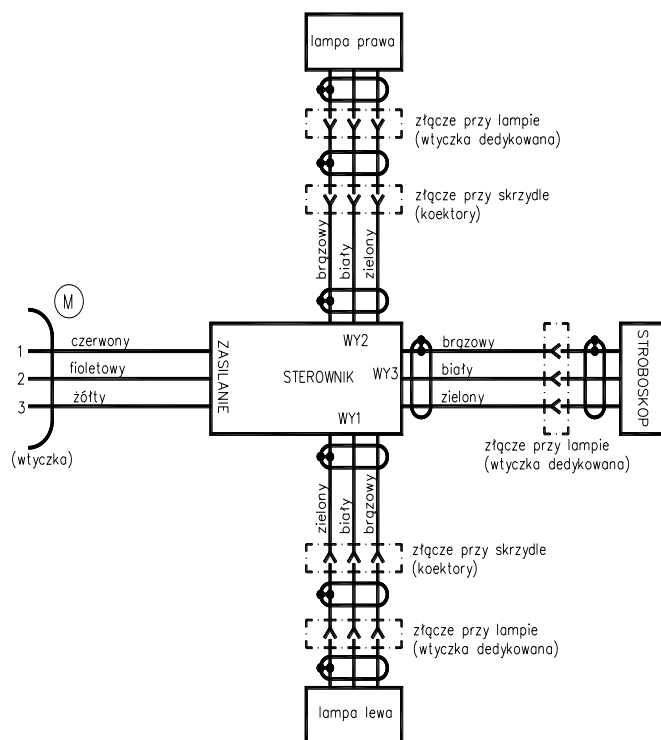 lampa prawa
złącze przy lampie
(wtyczka dedykowana)
złącze przy skrzydle
(koektory)
brązowy
biały
zielony
M
1
czerwony
2
fioletowy
3
żółty
(wtyczka)
ZASILANIE
WY2
STEROWNIK
WY3
WY1
brązowy
biały
zielony
STROBOSKOP
złącze przy lampie
(wtyczka dedykowana)
zielony
biały
brązowy
złącze przy skrzydle
(koektory)
złącze przy lampie
(wtyczka dedykowana)
lampa lewa